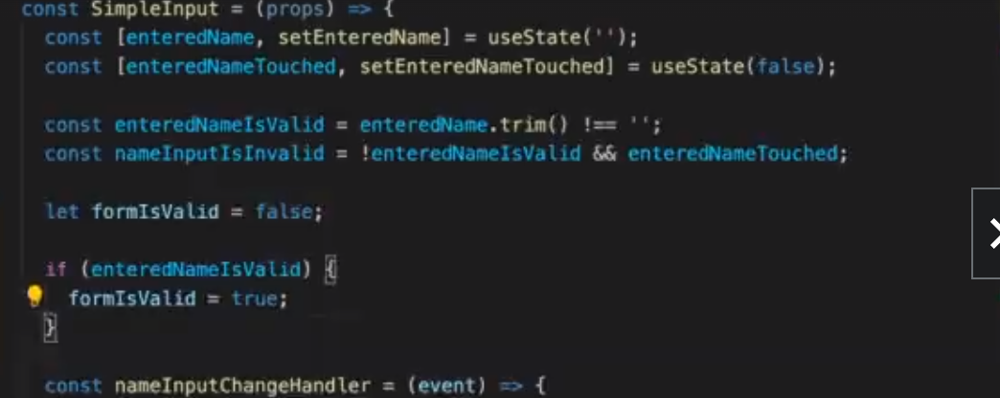 const SimpleInput = (props) => {
const [enteredName, setEnteredName] = useState('');
const [enteredNameTouched, setEnteredNameTouched] = useState(false);
const enteredNameIsValid = enteredName.trim() !== '';
const nameInputIsInvalid = !enteredNameIsValid && enteredNameTouched;
let formIsValid = false;
if (enteredNameIsValid) {
formIsValid = true;
}
const nameInputChangeHandler = (event) => {